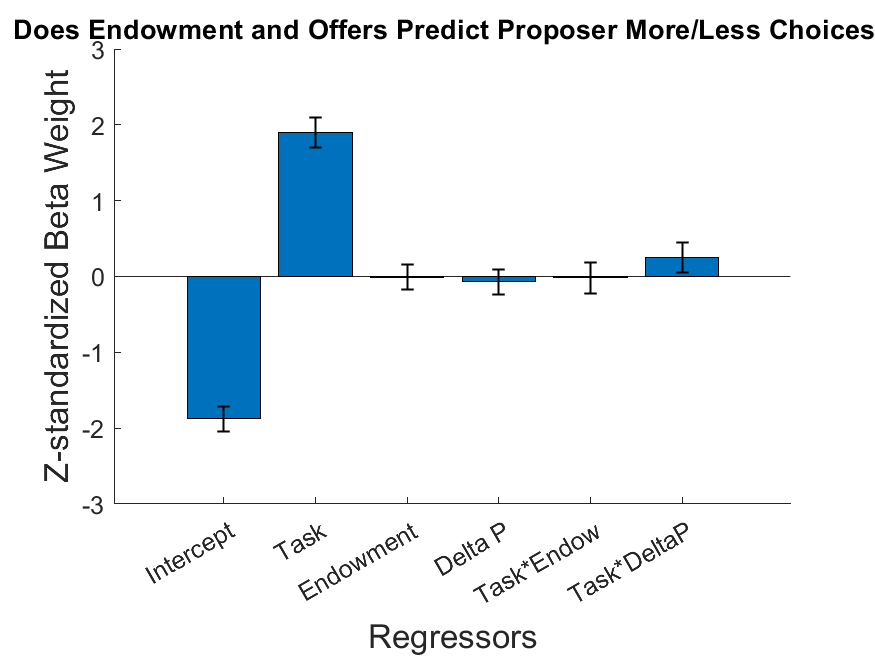 Does Endowment and Offers Predict Proposer More/Less Choices
Z-standardized Beta Weight
3
2
1
0
-1
-2
-3
Intercept
Task
Endowment
Delta P
Task*Endow
Task*DeltaP
Regressors